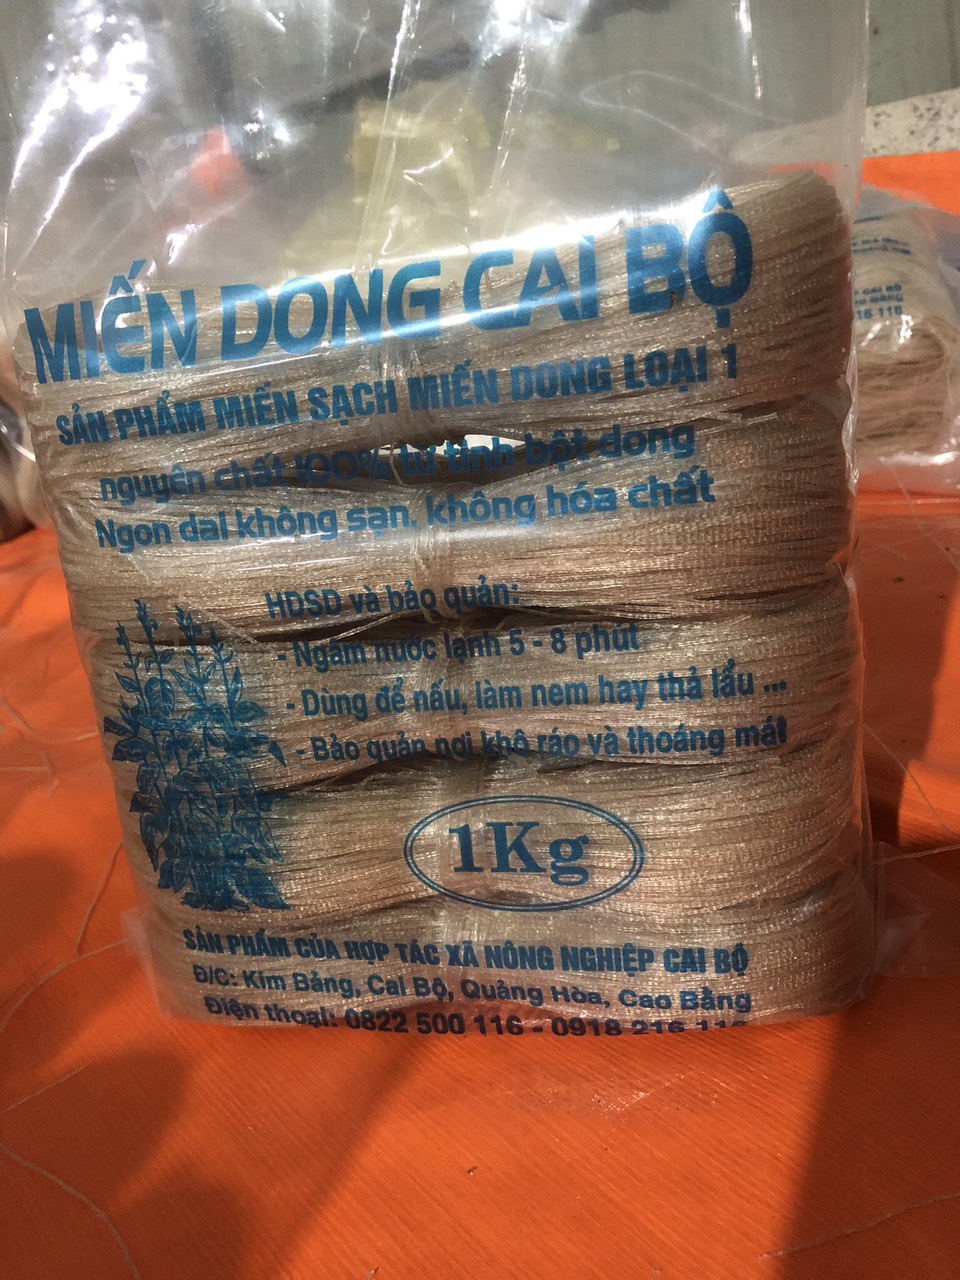 MIẾN DONG CAI BỘ
SẢN PHẨM MIẾN SẠCH MIẾN DONG LOẠI 1
nguyên chất 100% từ tinh bột dong
Ngon dai không sạn, không hóa chất
HDSD và bảo quản:
- Ngâm nước lạnh 5 - 8 phút
- Dùng để nấu, làm nem hay thả lẩu ...
- Bảo quản nơi khô ráo và thoáng mát
1Kg
SẢN PHẨM CỦA HỢP TÁC XÃ NÔNG NGHIỆP CAI BỘ
Đ/C: Kim Bảng, Cai Bộ, Quảng Hòa, Cao Bằng
Điện thoại: 0822 500 116 - 0918 216 116